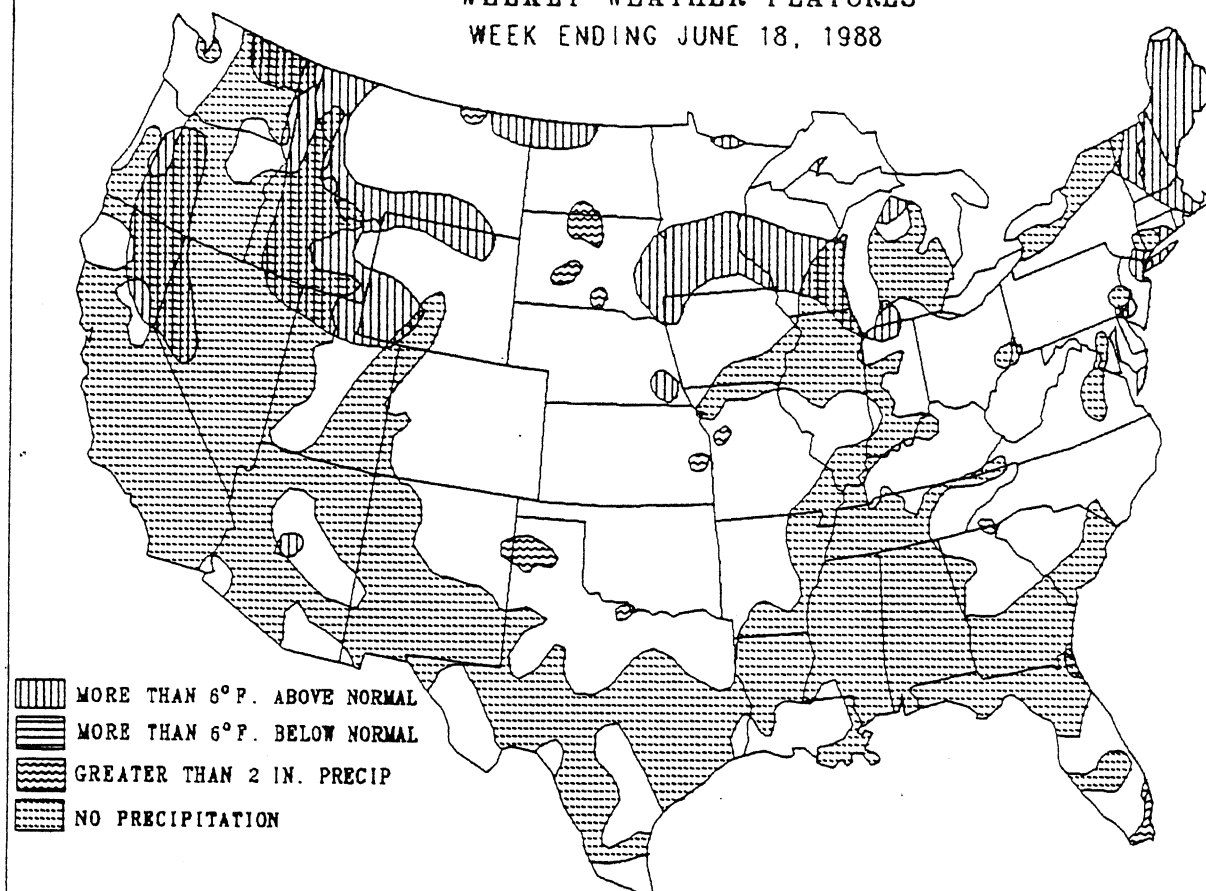 WEEKLY WEATHER FEATURES
WEEK ENDING JUNE 18, 1988
MORE THAN 6°F. ABOVE NORMAL
MORE THAN 6°F. BELOW NORMAL
GREATER THAN 2 IN. PRECIP
NO PRECIPITATION